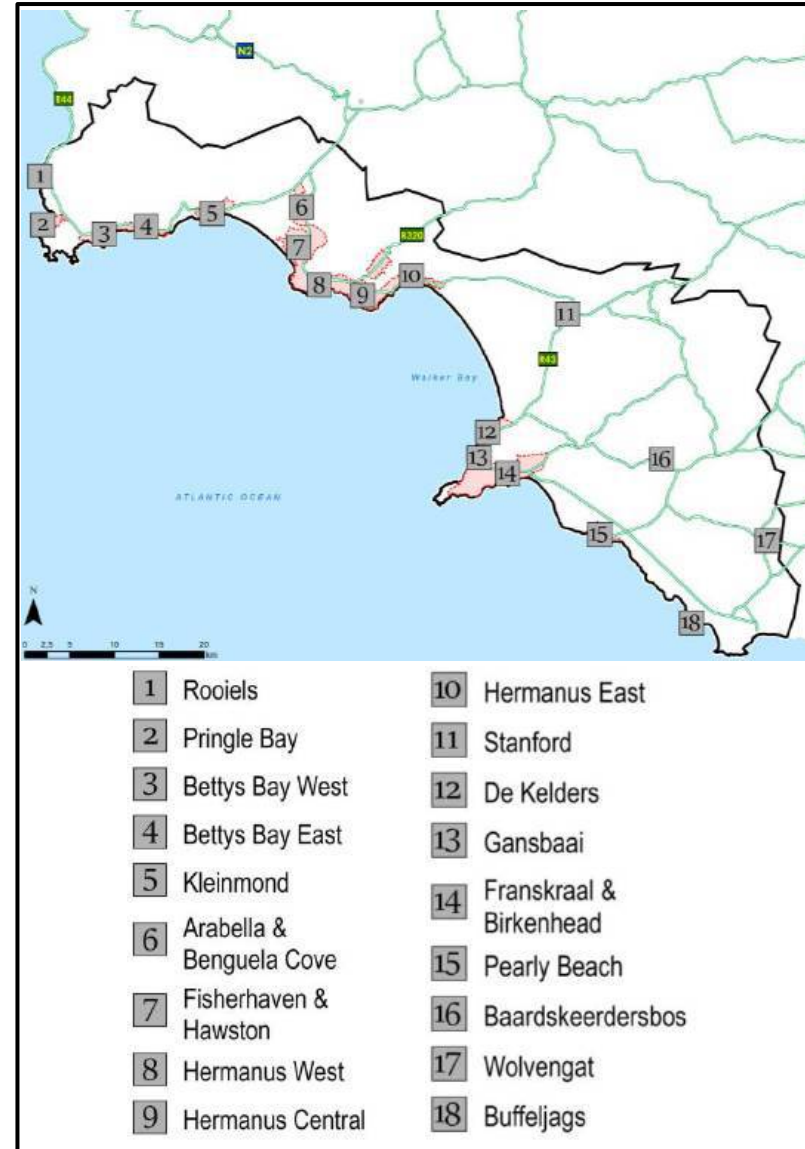 N2
R44
1
2
3
4
5
6
7
8
9
10
R320
11
R43
Walker Bay
12
13
14
15
16
17
18
ATLANTIC OCEAN
N
0 2,5 5 10 15 20
km
1 Rooiels
2 Pringle Bay
3 Bettys Bay West
4 Bettys Bay East
5 Kleinmond
6 Arabella &
Benguela Cove
7 Fisherhaven &
Hawston
8 Hermanus West
9 Hermanus Central
10 Hermanus East
11 Stanford
12 De Kelders
13 Gansbaai
14 Franskraal &
Birkenhead
15 Pearly Beach
16 Baardskeerdersbos
17 Wolvengat
18 Buffeljags